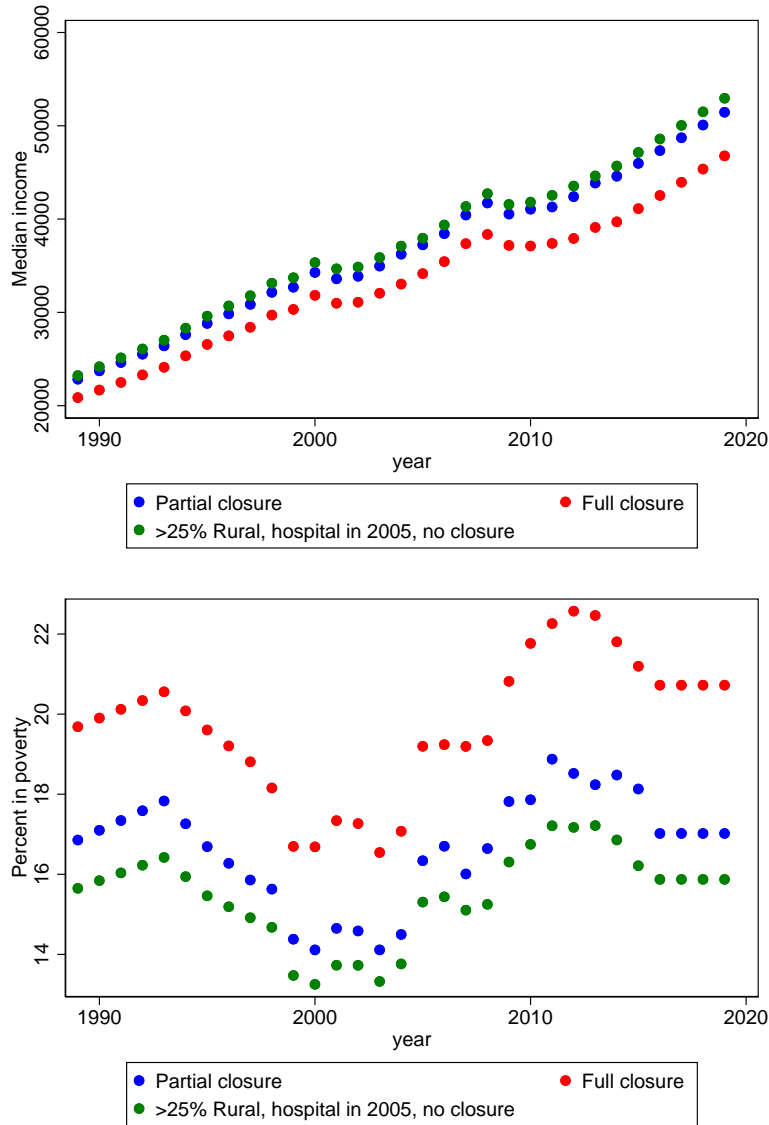 60000
50000
40000
30000
20000
Median income
1990 2000 2010 2020
year
Partial closure Full closure
>25% Rural, hospital in 2005, no closure
22
20
18
16
14
Percent in poverty
1990 2000 2010 2020
year
Partial closure Full closure
>25% Rural, hospital in 2005, no closure